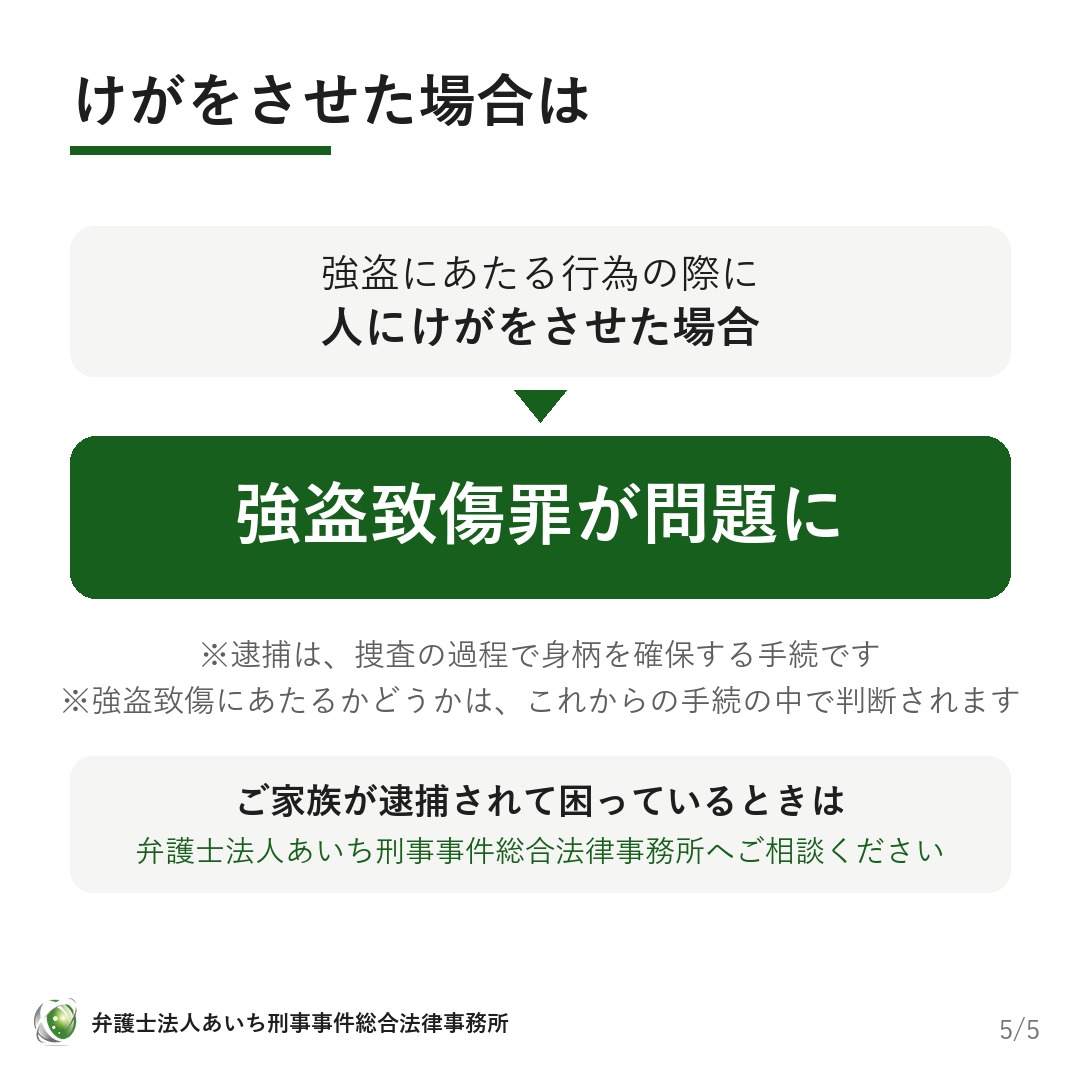 けがをさせた場合は
強盗にあたる行為の際に
人にけがをさせた場合
強盗致傷罪が問題に
※逮捕は、捜査の過程で身柄を確保する手続です
※強盗致傷にあたるかどうかは、これからの手続の中で判断されます
ご家族が逮捕されて困っているときは
弁護士法人あいち刑事事件総合法律事務所へご相談ください
弁護士法人あいち刑事事件総合法律事務所
5/5